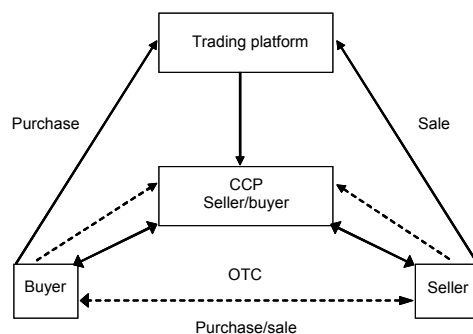 Trading platform
Purchase
Sale
CCP
Seller/buyer
Buyer
OTC
Seller
Purchase/sale